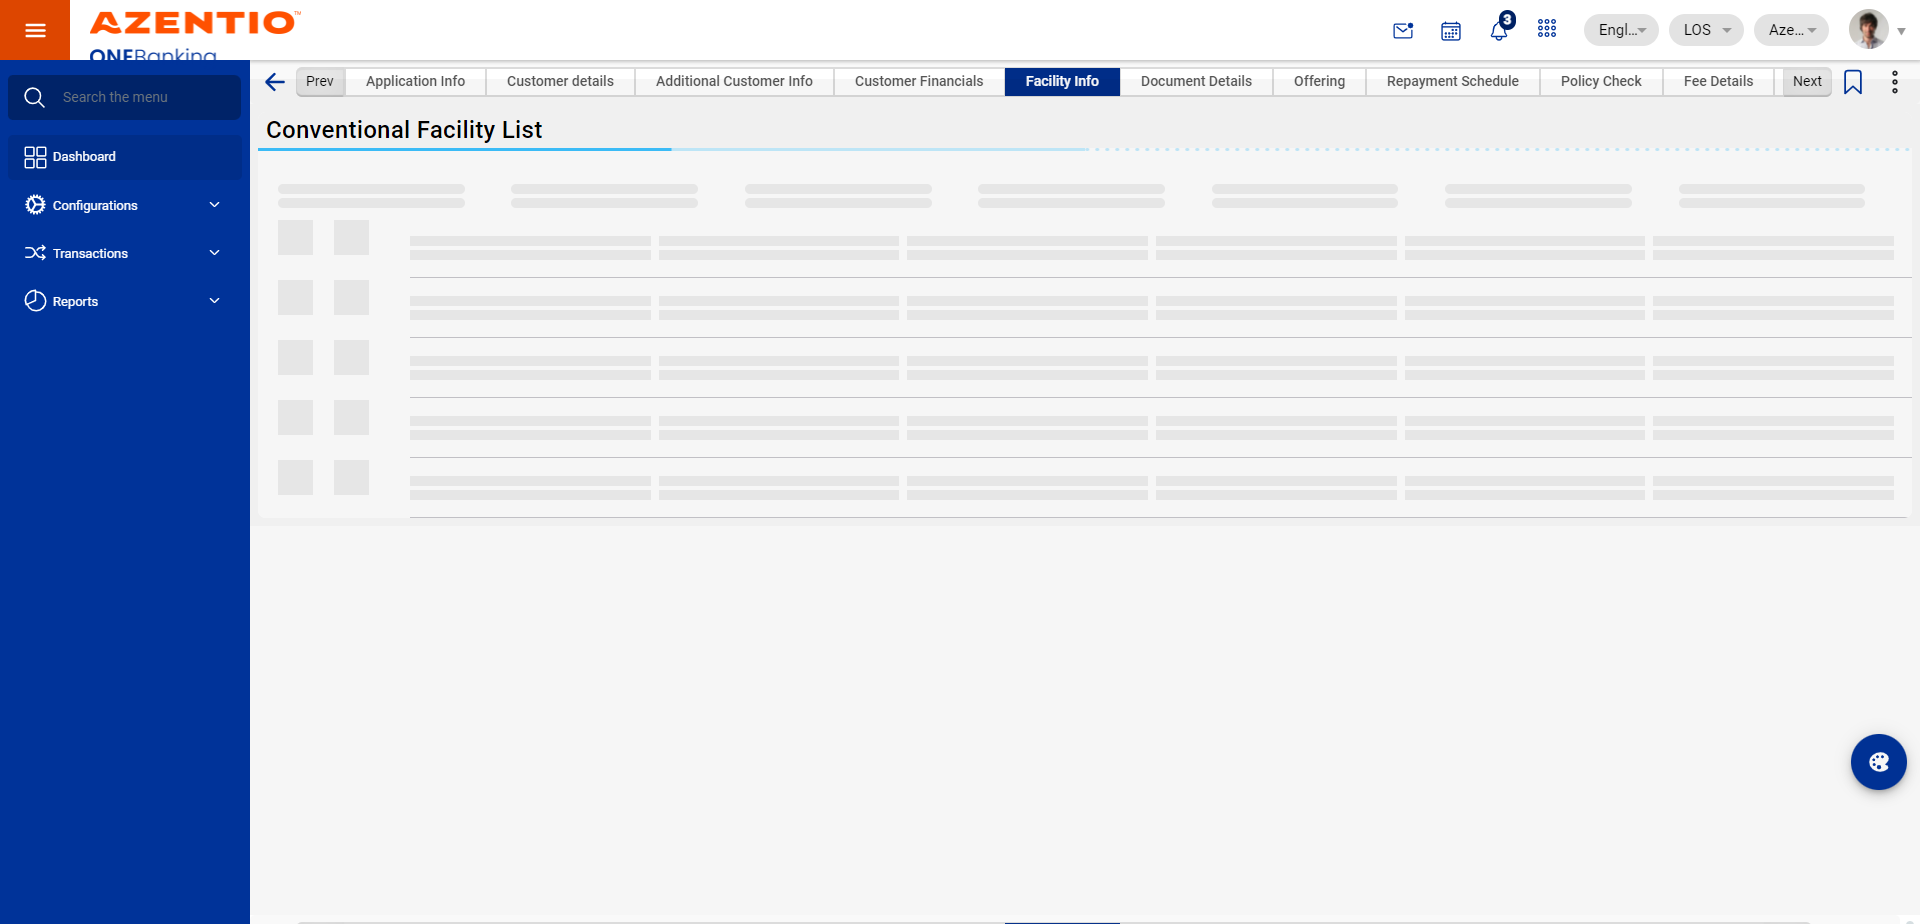 AZENTIO™
ONEBanking
3
Engl...
LOS
Aze...
Search the menu
Dashboard
Configurations
Transactions
Reports
Prev
Application Info
Customer details
Additional Customer Info
Customer Financials
Facility Info
Document Details
Offering
Repayment Schedule
Policy Check
Fee Details
Next
Conventional Facility List